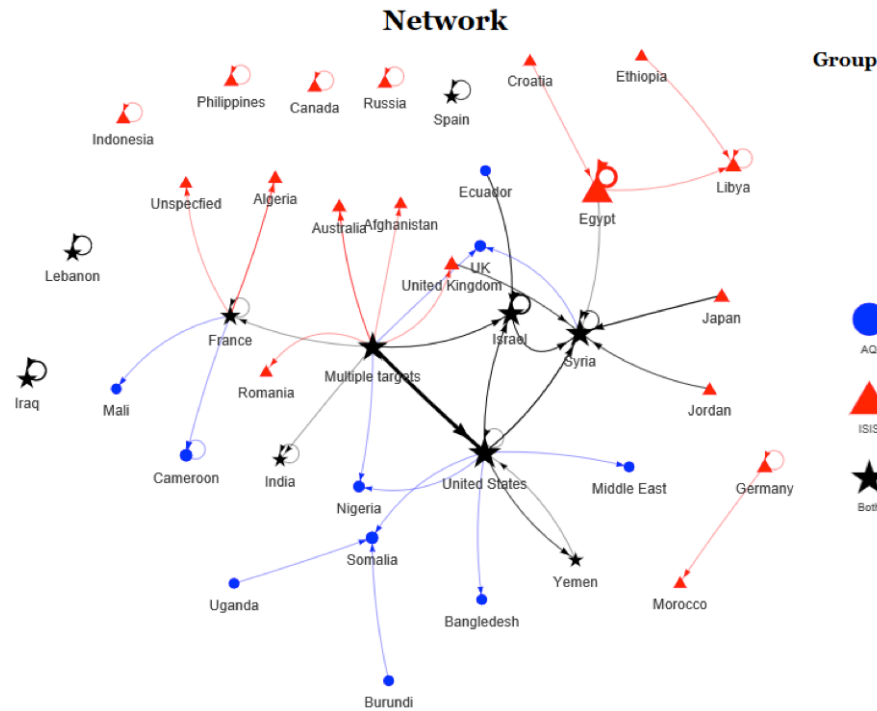 Network
Group
Croatia
Ethiopia
Philippines
Canada
Russia
Spain
Indonesia
Libya
Ecuador
Unspecfied
Algeria
Australia
Afghanistan
Egypt
Lebanon
UK
United Kingdom
France
Israel
Japan
Syria
Multiple targets
Romania
Iraq
Mali
Jordan
AQ
ISIS
Cameroon
India
United States
Middle East
Germany
Nigeria
Both
Somalia
Yemen
Uganda
Bangledesh
Morocco
Burundi